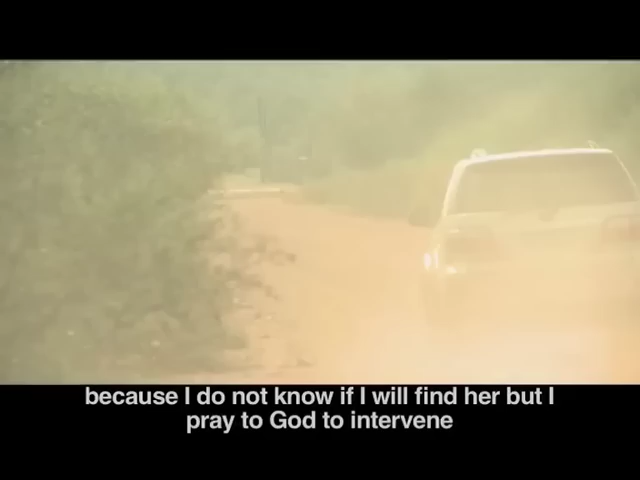 because I do not know if I will find her but I
pray to God to intervene